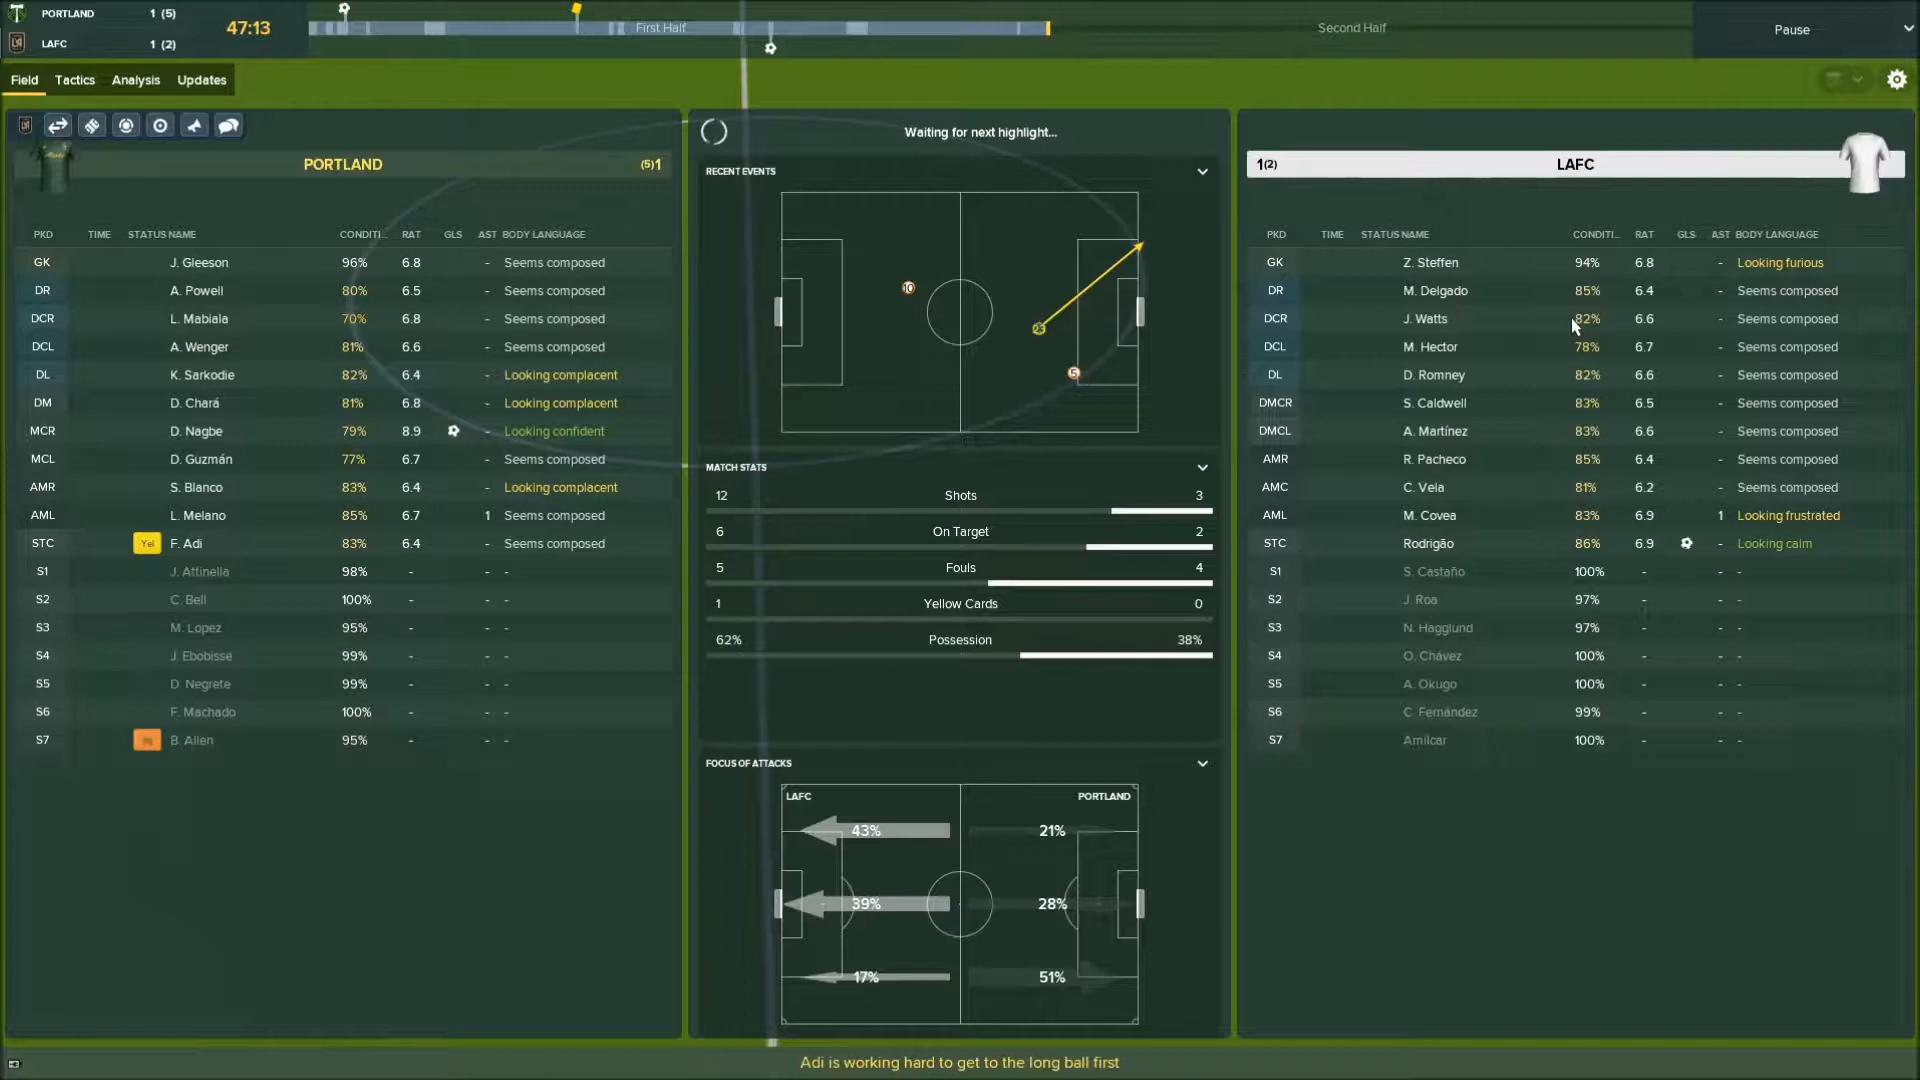 PORTLAND 1 (5)
LAFC 1 (2)
47:13
First Half
Second Half
Pause
Field Tactics Analysis Updates
PORTLAND (5)1
PKD TIME STATUS NAME CONDITI... RAT GLS AST BODY LANGUAGE
GK J. Gleeson 96% 6.8 - Seems composed
DR A. Powell 80% 6.5 - Seems composed
DCR L. Mabiala 70% 6.8 - Seems composed
DCL A. Wenger 81% 6.6 - Seems composed
DL K. Sarkodie 82% 6.4 - Looking complacent
DM D. Chará 81% 6.8 - Looking complacent
MCR D. Nagbe 79% 8.9 - Looking confident
MCL D. Guzmán 77% 6.7 - Seems composed
AMR S. Blanco 83% 6.4 - Looking complacent
AML L. Melano 85% 6.7 1 Seems composed
STC Yel F. Adi 83% 6.4 - Seems composed
S1 J. Attinella 98% - - -
S2 C. Bell 100% - - -
S3 M. Lopez 95% - - -
S4 J. Ebobisse 99% - - -
S5 D. Negrete 99% - - -
S6 F. Machado 100% - - -
S7 B. Allen 95% - - -
Waiting for next highlight...
RECENT EVENTS
10
23
5
MATCH STATS
12 Shots 3
6 On Target 2
5 Fouls 4
1 Yellow Cards 0
62% Possession 38%
FOCUS OF ATTACKS
LAFC PORTLAND
43% 21%
39% 28%
17% 51%
1(2) LAFC
PKD TIME STATUS NAME CONDITI... RAT GLS AST BODY LANGUAGE
GK Z. Steffen 94% 6.8 - Looking furious
DR M. Delgado 85% 6.4 - Seems composed
DCR J. Watts 82% 6.6 - Seems composed
DCL M. Hector 78% 6.7 - Seems composed
DL D. Romney 82% 6.6 - Seems composed
DMCR S. Caldwell 83% 6.5 - Seems composed
DMCL A. Martínez 83% 6.6 - Seems composed
AMR R. Pacheco 85% 6.4 - Seems composed
AMC C. Vela 81% 6.2 - Seems composed
AML M. Covea 83% 6.9 1 Looking frustrated
STC Rodrigão 86% 6.9 - Looking calm
S1 S. Castaño 100% - - -
S2 J. Roa 97% - - -
S3 N. Hagglund 97% - - -
S4 O. Chávez 100% - - -
S5 A. Okugo 100% - - -
S6 C. Fernández 99% - - -
S7 Amílcar 100% - - -
Adi is working hard to get to the long ball first